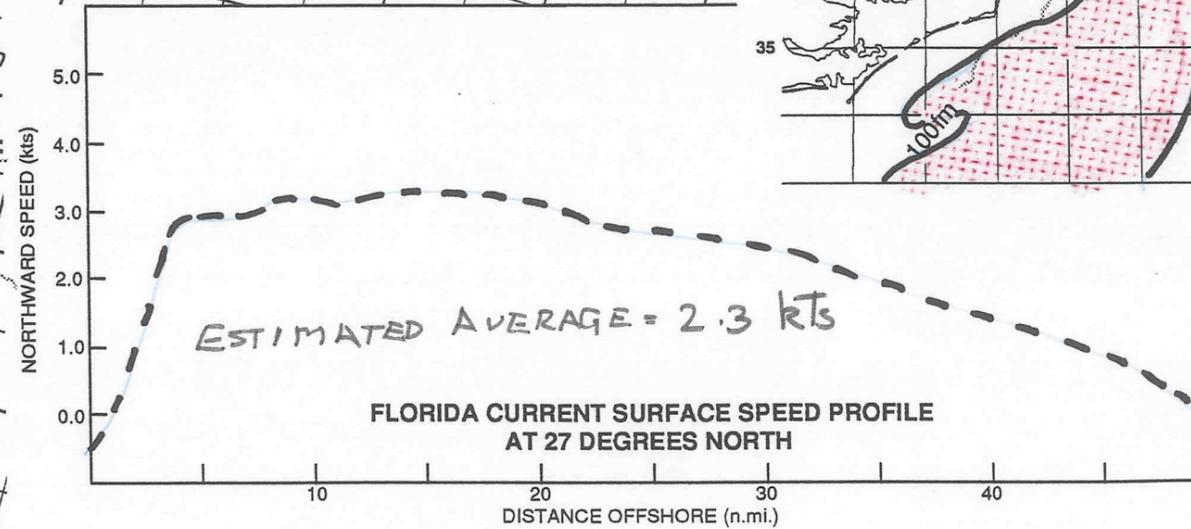 35
100fm
5.0
4.0
3.0
2.0
1.0
0.0
NORTHWARD SPEED (kts)
ESTIMATED AVERAGE = 2.3 kTs
FLORIDA CURRENT SURFACE SPEED PROFILE
AT 27 DEGREES NORTH
10
20
30
40
DISTANCE OFFSHORE (n.mi.)